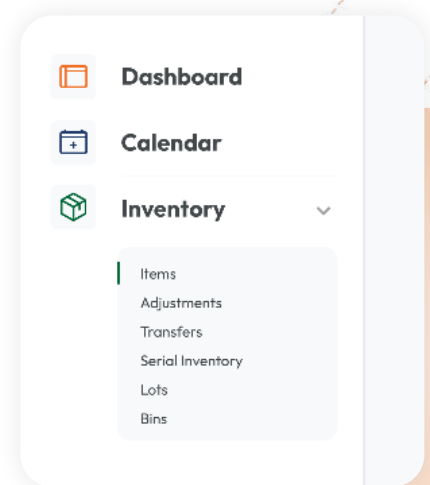 Dashboard
Calendar
Inventory
Items
Adjustments
Transfers
Serial Inventory
Lots
Bins